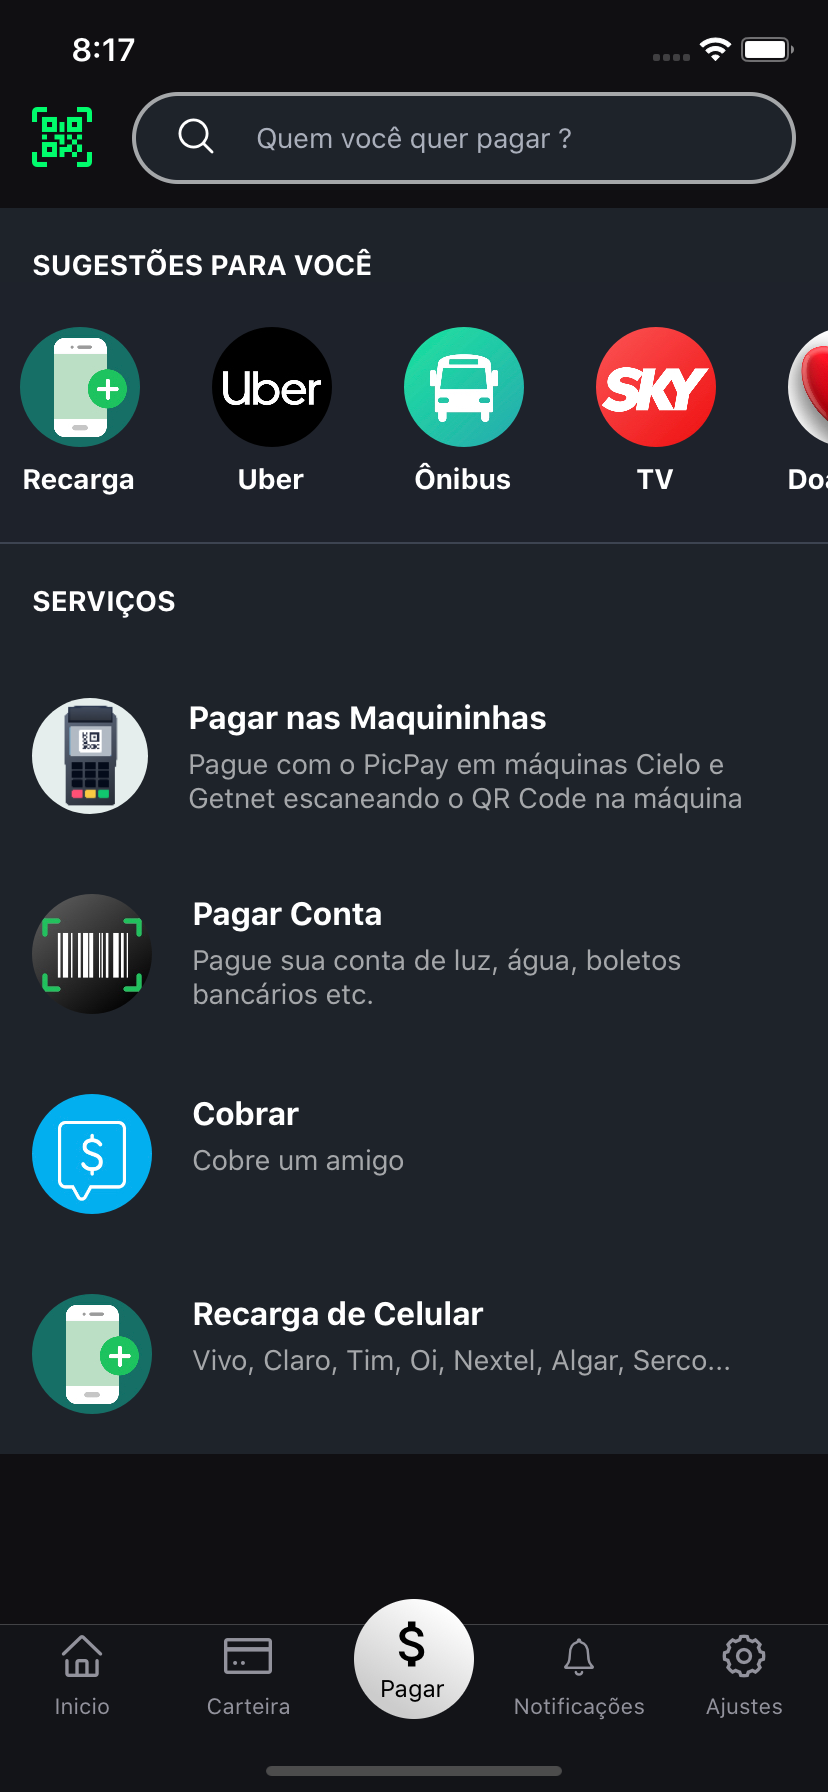 8:17
Quem você quer pagar ?
SUGESTÕES PARA VOCÊ
Uber
SKY
Recarga
Uber
Ônibus
TV
Doa
SERVIÇOS
Pagar nas Maquininhas
Pague com o PicPay em máquinas Cielo e
Getnet escaneando o QR Code na máquina
Pagar Conta
Pague sua conta de luz, água, boletos
bancários etc.
$
Cobrar
Cobre um amigo
Recarga de Celular
Vivo, Claro, Tim, Oi, Nextel, Algar, Serco...
$
Inicio
Carteira
Pagar
Notificações
Ajustes